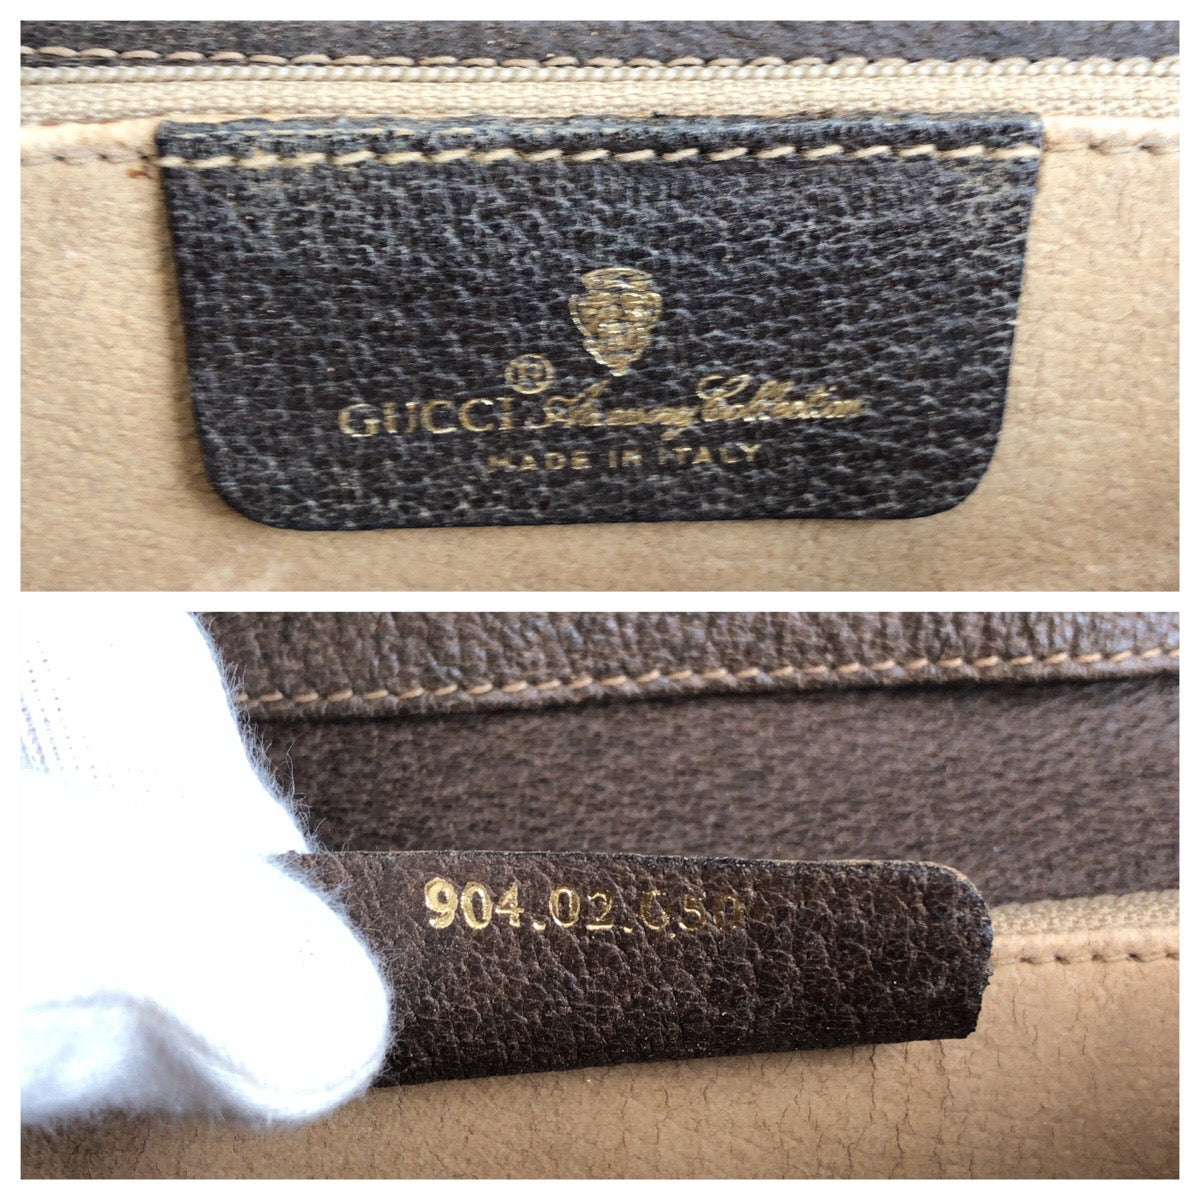 ®
GUCCI Accessory Collection
MADE IN ITALY
904.02.050